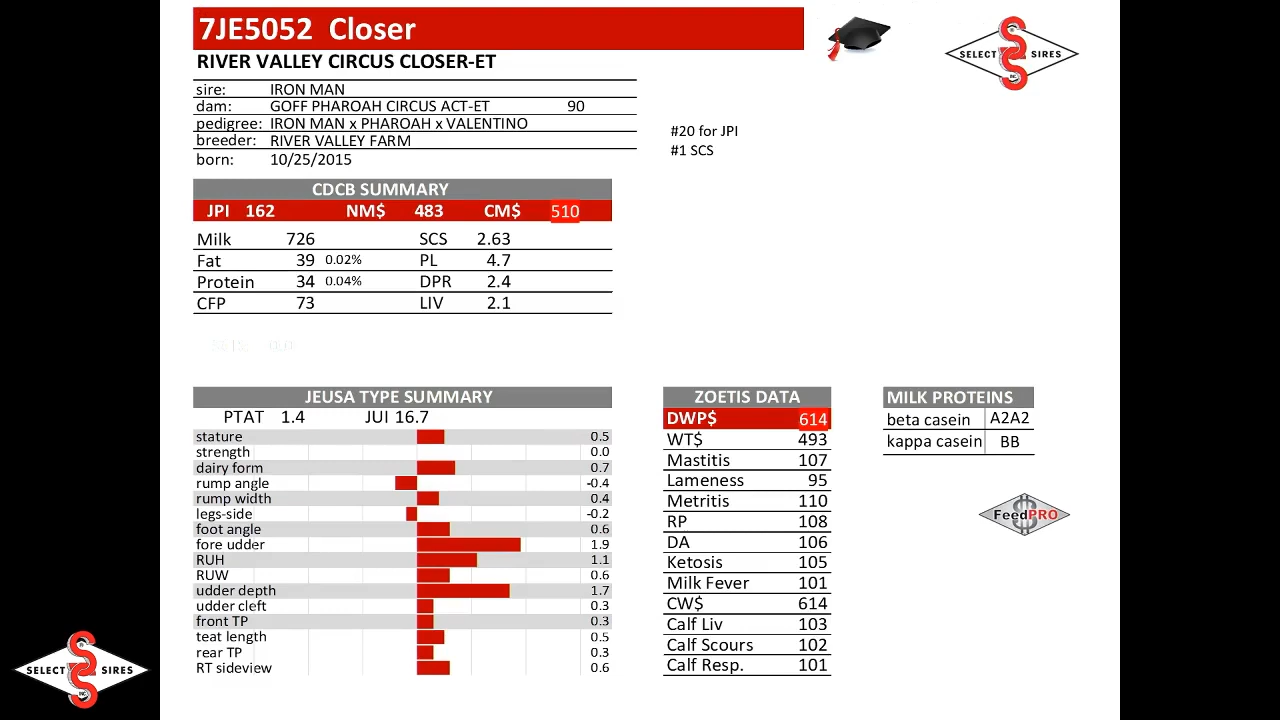 7JE5052 Closer
RIVER VALLEY CIRCUS CLOSER-ET
SELECT SIRES INC.
sire: IRON MAN
dam: GOFF PHAROAH CIRCUS ACT-ET 90
pedigree: IRON MAN x PHAROAH x VALENTINO
breeder: RIVER VALLEY FARM
born: 10/25/2015
#20 for JPI
#1 SCS
CDCB SUMMARY
JPI 162 NM$ 483 CM$ 510
Milk 726 SCS 2.63
Fat 39 0.02% PL 4.7
Protein 34 0.04% DPR 2.4
CFP 73 LIV 2.1
JEUSA TYPE SUMMARY
PTAT 1.4 JUI 16.7
stature 0.5
strength 0.0
dairy form 0.7
rump angle -0.4
rump width 0.4
legs-side -0.2
foot angle 0.6
fore udder 1.9
RUH 1.1
RUW 0.6
udder depth 1.7
udder cleft 0.3
front TP 0.3
teat length 0.5
rear TP 0.3
RT sideview 0.6
ZOETIS DATA
DWP$ 614
WT$ 493
Mastitis 107
Lameness 95
Metritis 110
RP 108
DA 106
Ketosis 105
Milk Fever 101
CW$ 614
Calf Liv 103
Calf Scours 102
Calf Resp. 101
MILK PROTEINS
beta casein A2A2
kappa casein BB
FeedPRO
SELECT SIRES INC.